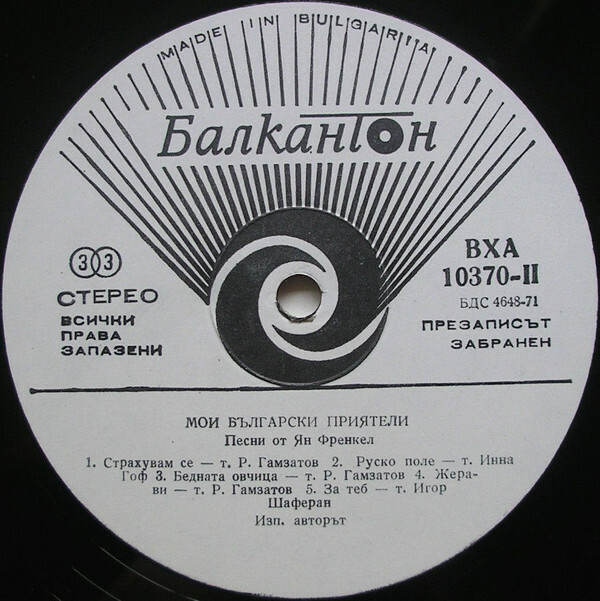 MADE IN BULGARIA
Балкантон
33
СТЕРЕО
ВСИЧКИ
ПРАВА
ЗАПАЗЕНИ
ВХА
10370-II
БДС 4648-71
ПРЕЗАПИСЪТ
ЗАБРАНЕН
МОИ БЪЛГАРСКИ ПРИЯТЕЛИ
Песни от Ян Френкел
1. Страхувам се — т. Р. Гамзатов 2. Руско поле — т. Инна
Гоф 3. Бедната овчица — т. Р. Гамзатов 4. Жера-
ви — т. Р. Гамзатов 5. За теб — т. Игор
Шаферан
Изп. авторът